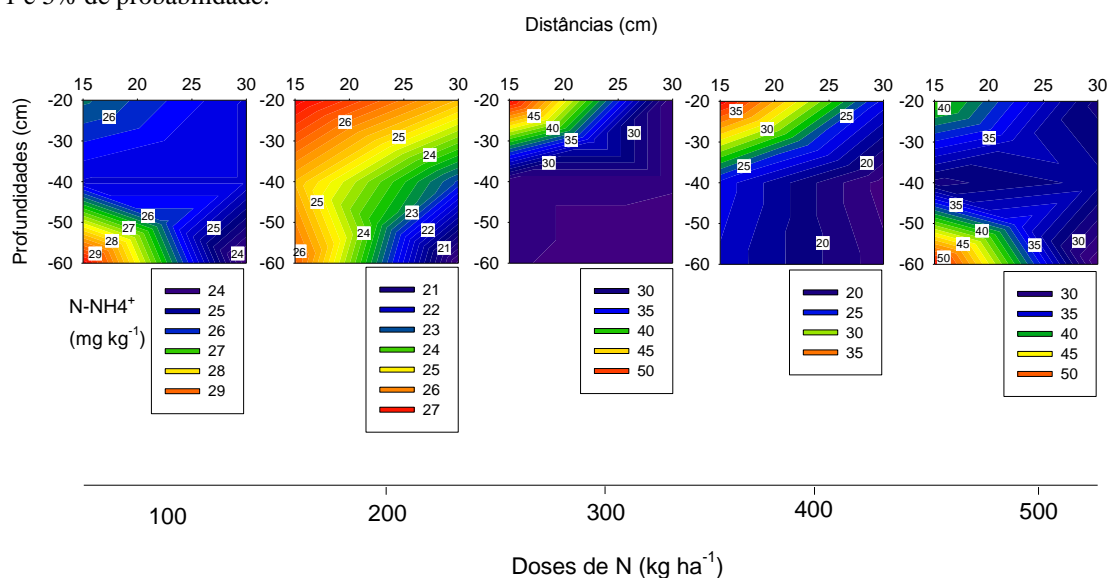 1 e 5% de probabilidade.
Distâncias (cm)
15 20 25 30 15 20 25 30 15 20 25 30 15 20 25 30 15 20 25 30
Profundidades (cm)
-20 -20 -20 -20 -20
-30 -30 -30 -30 -30
-40 -40 -40 -40 -40
-50 -50 -50 -50 -50
-60 -60 -60 -60 -60
26 26 27 28 29 25 24
26 25 24 25 24 23 22 21 26
45 40 35 30 30
35 30 25 25 20 20
40 35 35 40 45 50 35 30
N-NH4+
(mg kg-1)
24
25
26
27
28
29
21
22
23
24
25
26
27
30
35
40
45
50
20
25
30
35
30
35
40
45
50
100 200 300 400 500
Doses de N (kg ha-1)